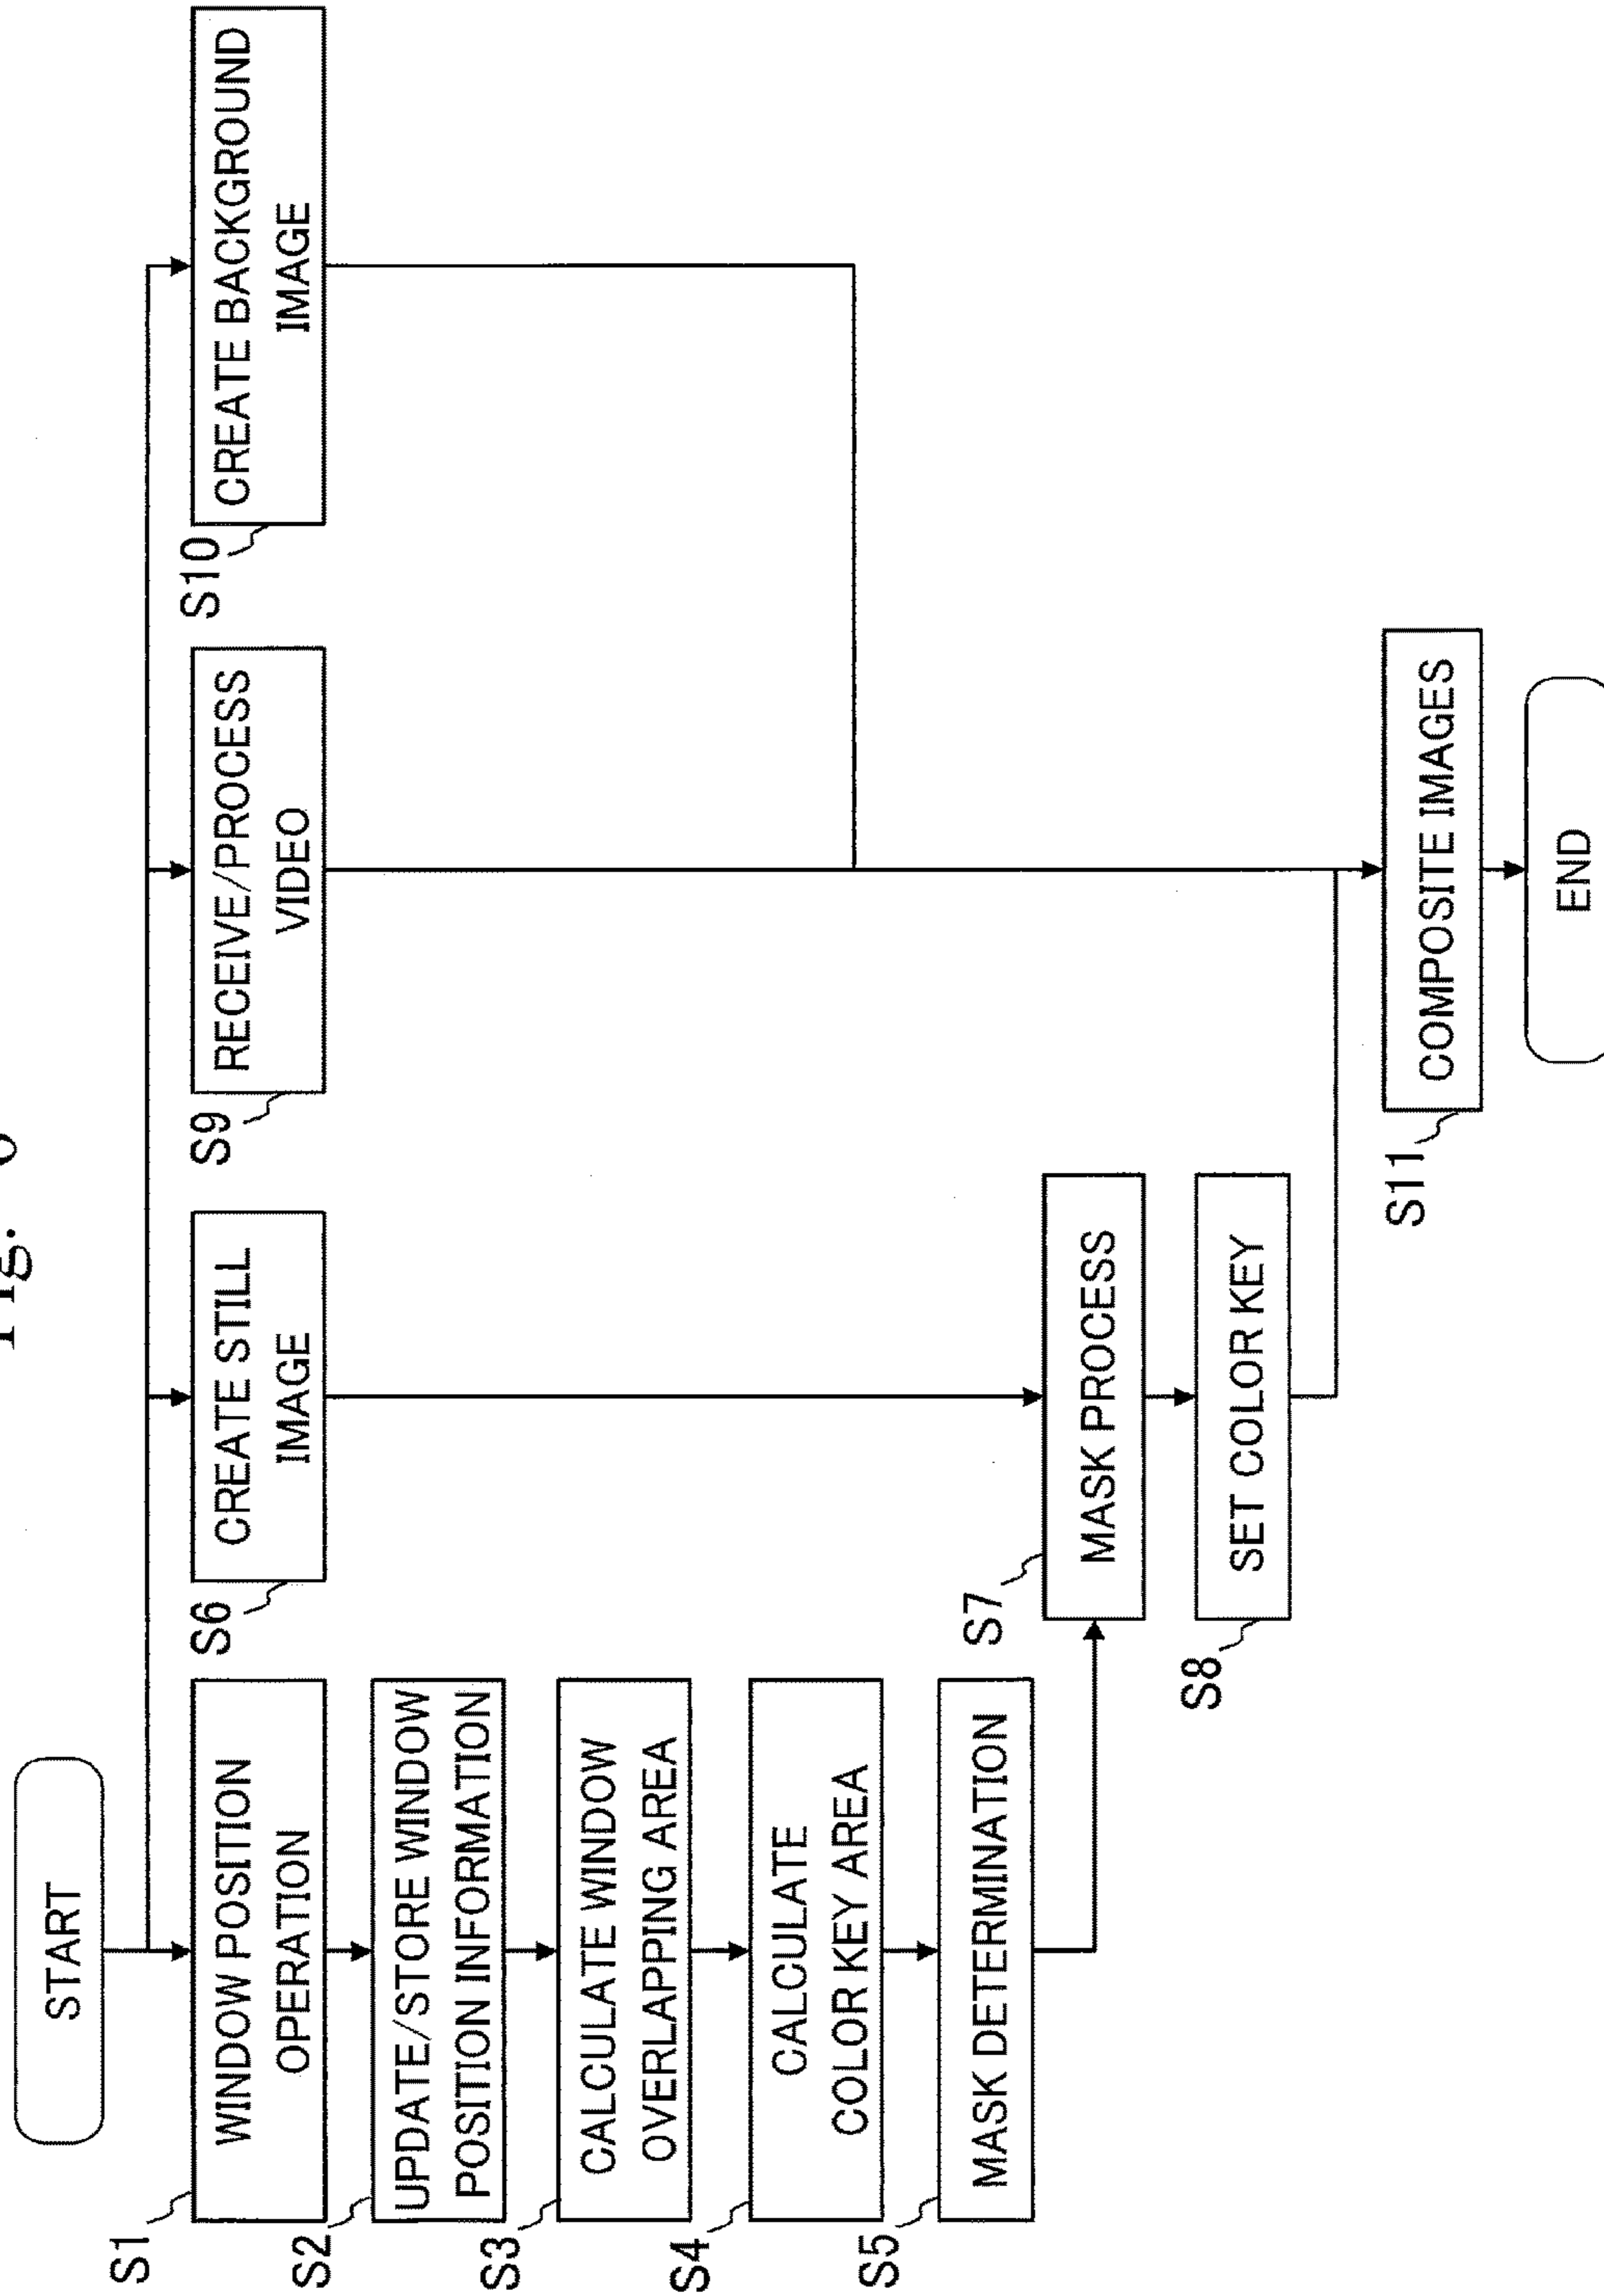 START
S1
WINDOW POSITION
OPERATION
S2
UPDATE/STORE WINDOW
POSITION INFORMATION
S3
CALCULATE WINDOW
OVERLAPPING AREA
S4
CALCULATE
COLOR KEY AREA
S5
MASK DETERMINATION
S6
CREATE STILL
IMAGE
S7
MASK PROCESS
S8
SET COLOR KEY
S9
RECEIVE/PROCESS
VIDEO
S10
CREATE BACKGROUND
IMAGE
S11
COMPOSITE IMAGES
END